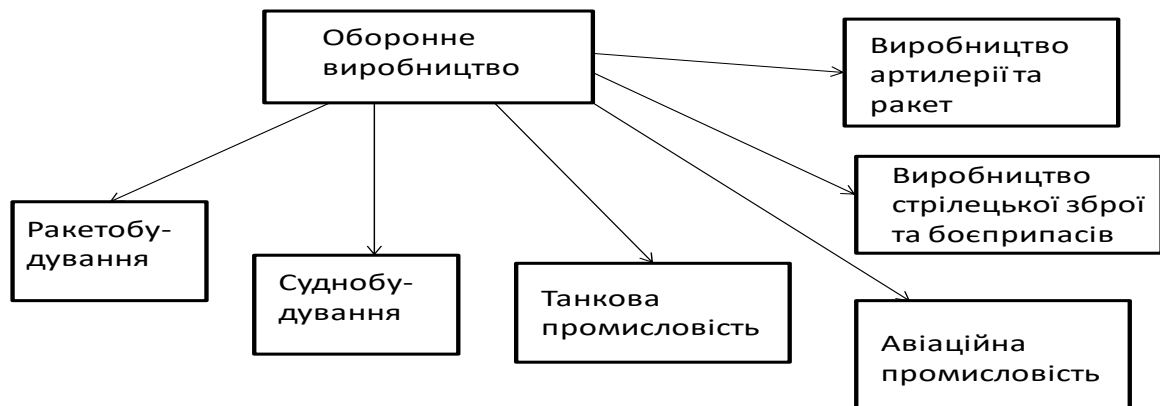 Оборонне
виробництво
Виробництво
артилерії та
ракет
Виробництво
стрілецької зброї
та боєприпасів
Ракетобу-
дування
Суднобу-
дування
Танкова
промисловість
Авіаційна
промисловість